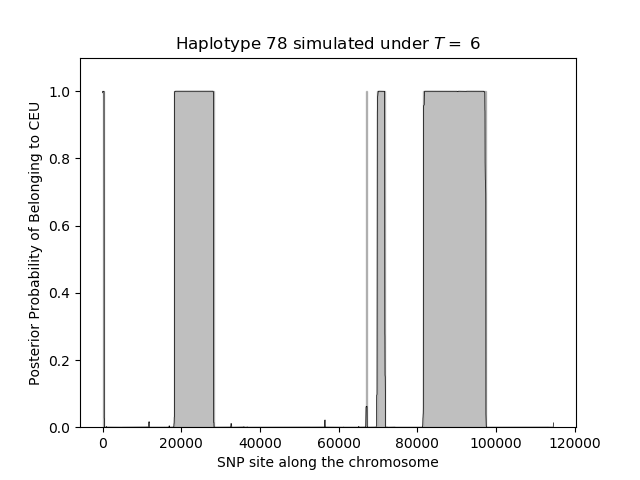 Haplotype 78 simulated under T = 6
Posterior Probability of Belonging to CEU
1.0
0.8
0.6
0.4
0.2
0.0
0 20000 40000 60000 80000 100000 120000
SNP site along the chromosome